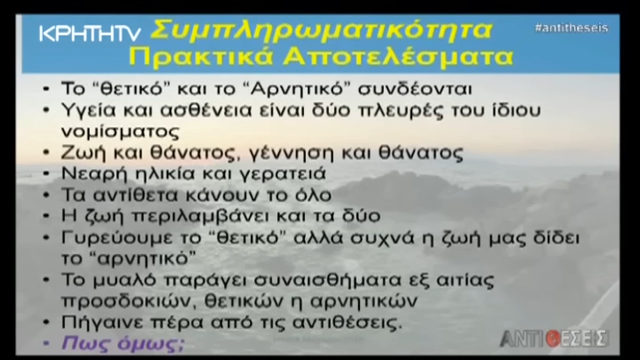 ΚΡΗΤΗTV
#antitheseis
Συμπληρωματικότητα
Πρακτικά Αποτελέσματα
• Το “θετικό” και το “Αρνητικό” συνδέονται
• Υγεία και ασθένεια είναι δύο πλευρές του ίδιου
νομίσματος
• Ζωή και θάνατος, γέννηση και θάνατος
• Νεαρή ηλικία και γερατειά
• Τα αντίθετα κάνουν το όλο
• Η ζωή περιλαμβάνει και τα δύο
• Γυρεύουμε το “θετικό” αλλά συχνά η ζωή μας δίδει
το “αρνητικό”
• Το μυαλό παράγει συναισθήματα εξ αιτίας
προσδοκιών, θετικών η αρνητικών
• Πήγαινε πέρα από τις αντιθέσεις.
• Πως όμως;
ΑΝΤΙΘΕΣΕΙΣ